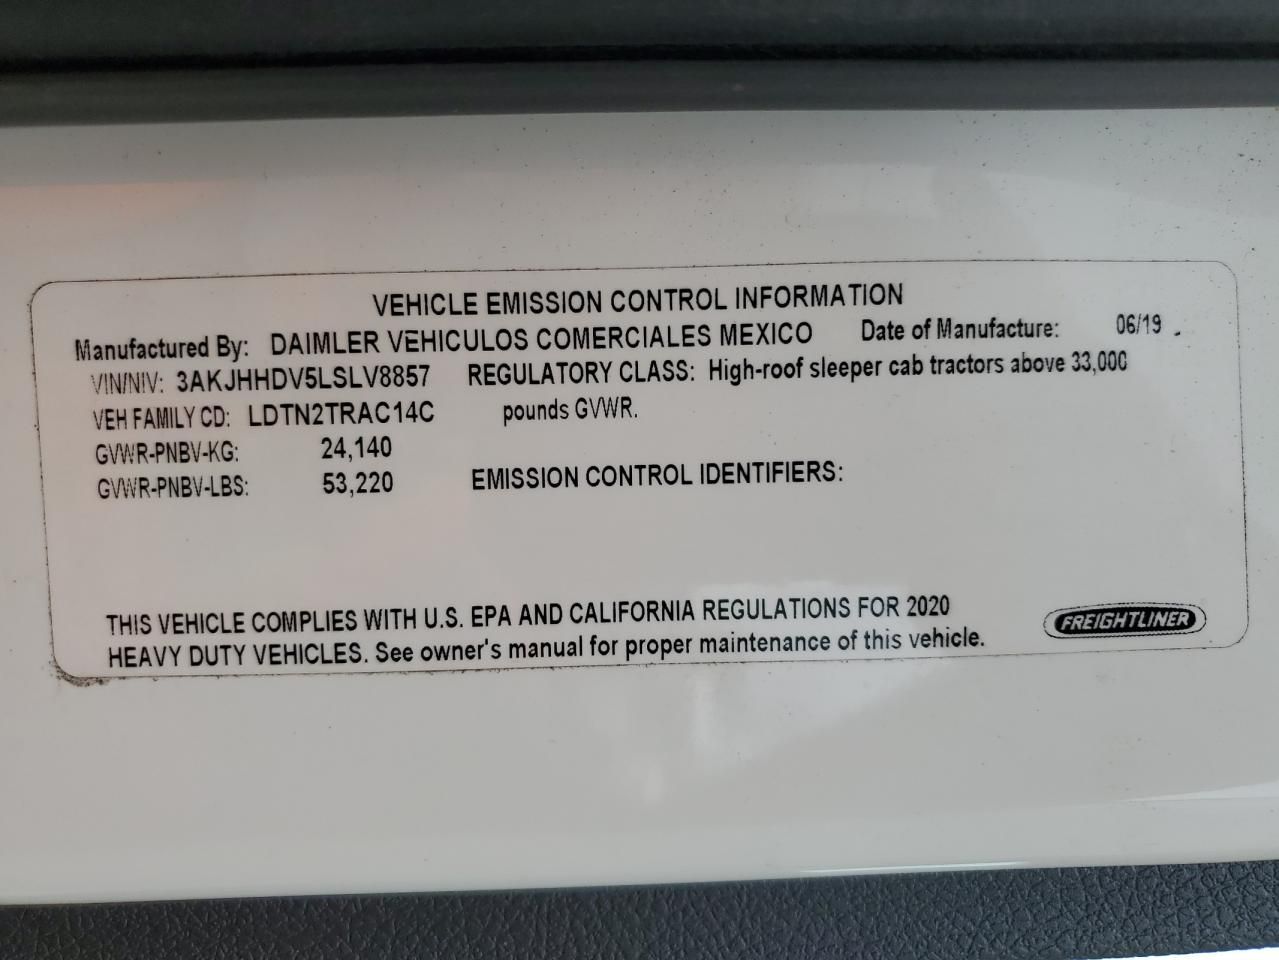 VEHICLE EMISSION CONTROL INFORMATION
Manufactured By: DAIMLER VEHICULOS COMERCIALES MEXICO Date of Manufacture: 06/19
VIN/NIV: 3AKJHHDV5LSLV8857 REGULATORY CLASS: High-roof sleeper cab tractors above 33,000
VEH FAMILY CD: LDTN2TRAC14C pounds GVWR.
GVWR-PNBV-KG: 24,140
GVWR-PNBV-LBS: 53,220 EMISSION CONTROL IDENTIFIERS:
THIS VEHICLE COMPLIES WITH U.S. EPA AND CALIFORNIA REGULATIONS FOR 2020
HEAVY DUTY VEHICLES. See owner's manual for proper maintenance of this vehicle.
FREIGHTLINER